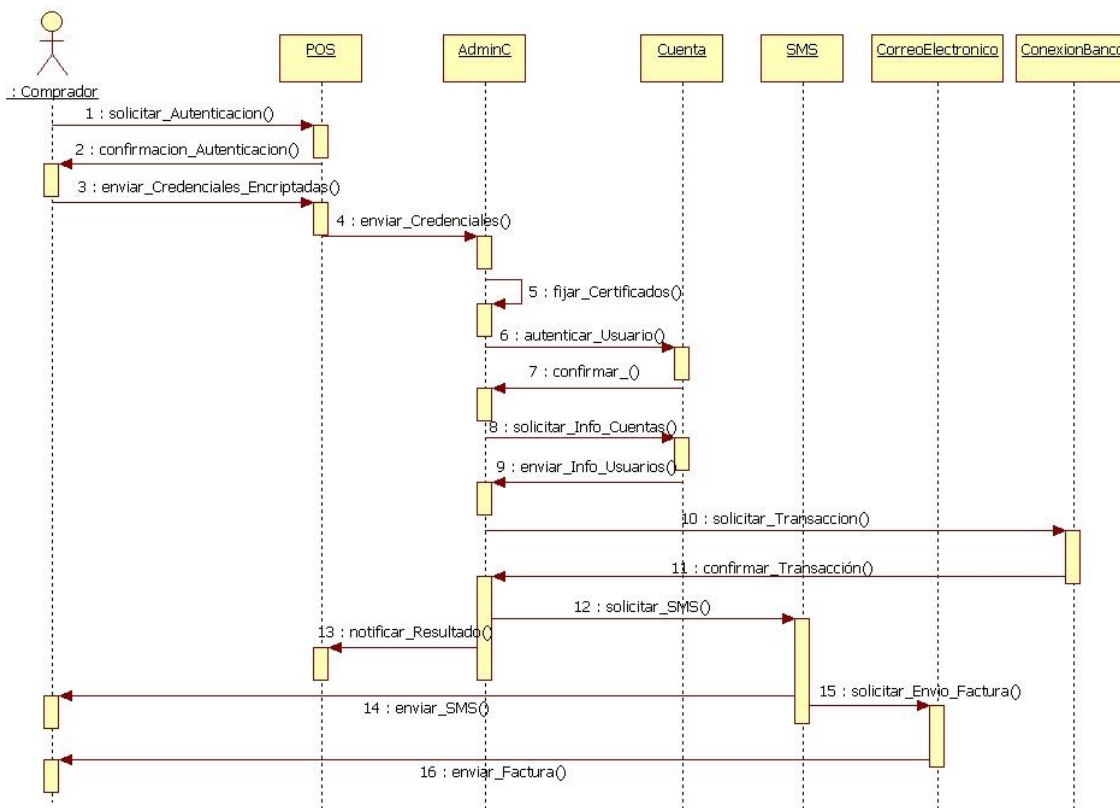 POS
AdminC
Cuenta
SMS
CorreoElectronico
ConexionBanco
: Comprador
1 : solicitar_Autenticacion()
2 : confirmacion_Autenticacion()
3 : enviar_Credenciales_Encriptadas()
4 : enviar_Credenciales()
5 : fijar_Certificados()
6 : autenticar_Usuario()
7 : confirmar_()
8 : solicitar_Info_Cuentas()
9 : enviar_Info_Usuarios()
10 : solicitar_Transaccion()
11 : confirmar_Transacción()
12 : solicitar_SMS()
13 : notificar_Resultado()
14 : enviar_SMS()
15 : solicitar_Envio_Factura()
16 : enviar_Factura()